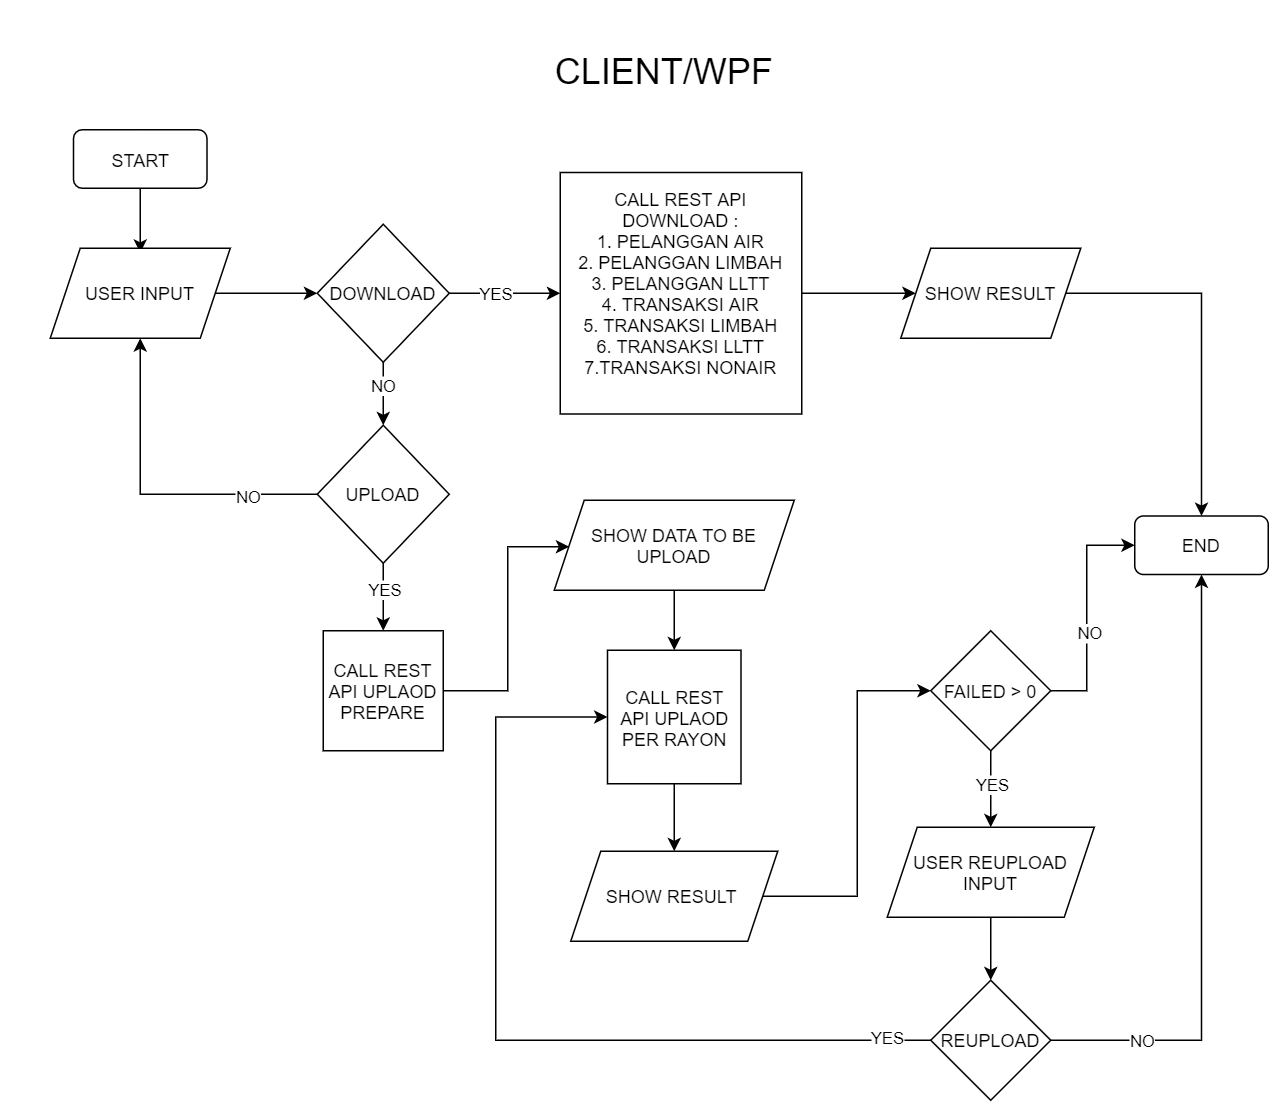 CLIENT/WPF
START
USER INPUT
DOWNLOAD
YES
CALL REST API
DOWNLOAD :
1. PELANGGAN AIR
2. PELANGGAN LIMBAH
3. PELANGGAN LLTT
4. TRANSAKSI AIR
5. TRANSAKSI LIMBAH
6. TRANSAKSI LLTT
7.TRANSAKSI NONAIR
SHOW RESULT
NO
UPLOAD
NO
YES
CALL REST
API UPLAOD
PREPARE
SHOW DATA TO BE
UPLOAD
CALL REST
API UPLAOD
PER RAYON
SHOW RESULT
FAILED > 0
NO
END
YES
USER REUPLOAD
INPUT
REUPLOAD
YES
NO